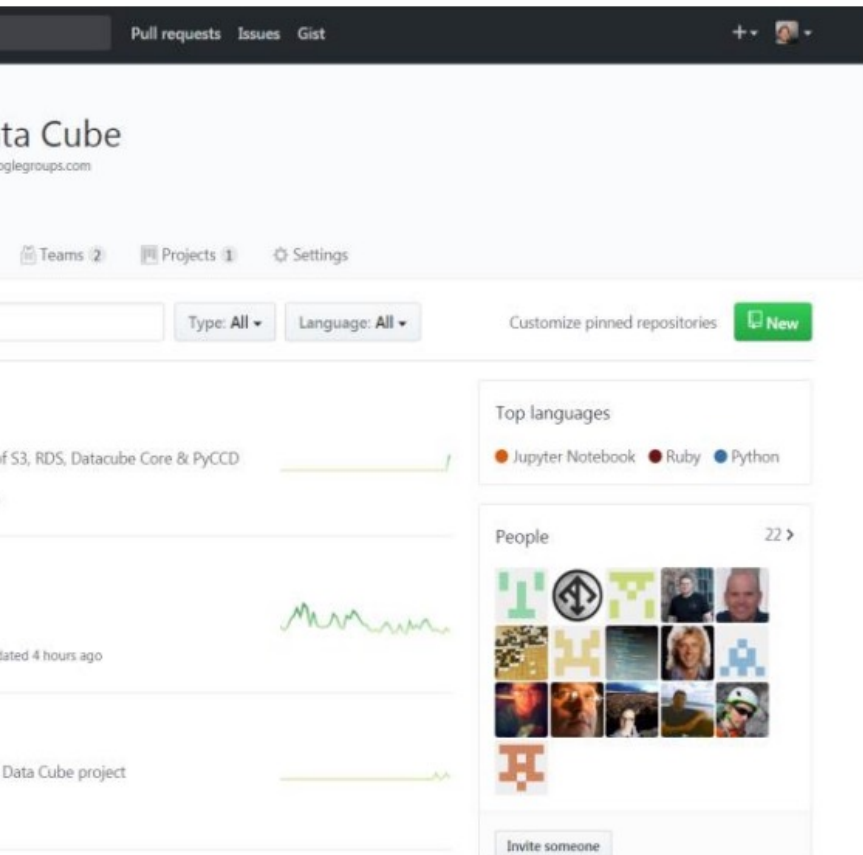 Pull requests Issues Gist
ta Cube
oglegroups.com
Teams 2 Projects 1 Settings
Type: All Language: All Customize pinned repositories New
Top languages
of S3, RDS, Datacube Core & PyCCD
Jupyter Notebook Ruby Python
People 22
dated 4 hours ago
Data Cube project
Invite someone